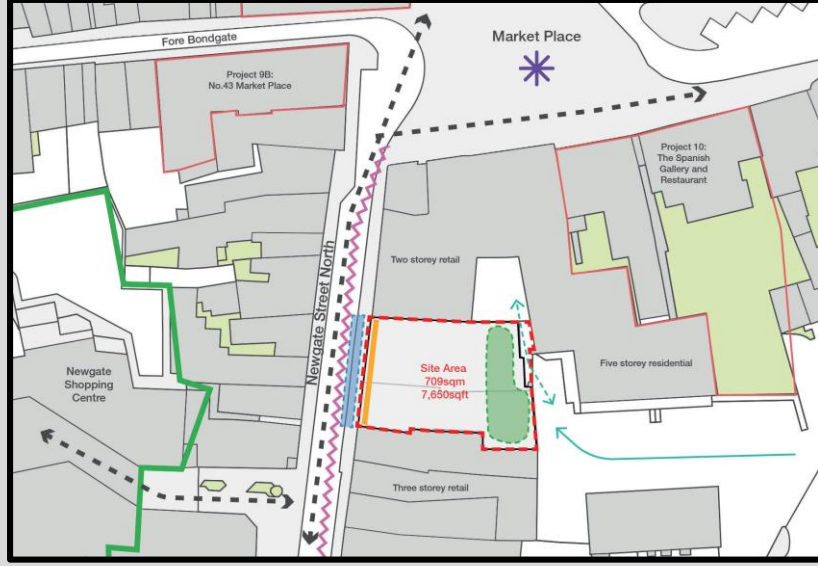 Fore Bondgate
Market Place
Project 9B:
No.43 Market Place
Project 10:
The Spanish
Gallery and
Restaurant
Newgate Street North
Two storey retail
Site Area
709sqm
7,650sqft
Five storey residential
Newgate
Shopping
Centre
Three storey retail